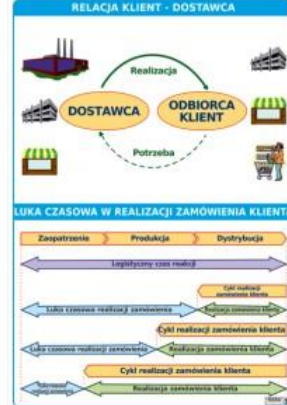 RELACJA KLIENT - DOSTAWCA
Realizacja
DOSTAWCA
ODBIORCA
KLIENT
Potrzeba
LUKA CZASOWA W REALIZACJI ZAMÓWIENIA KLIENTA
Zaopatrzenie
Produkcja
Dystrybucja
Logistyczny czas reakcji
Cykl realizacji
zamówienia klienta
Luka czasowa realizacji zamówienia
Realizacja zamówienia klienta
Cykl realizacji zamówienia klienta
Luka czasowa realizacji zamówienia
Realizacja zamówienia klienta
Cykl realizacji zamówienia klienta
Realizacja zamówienia klienta